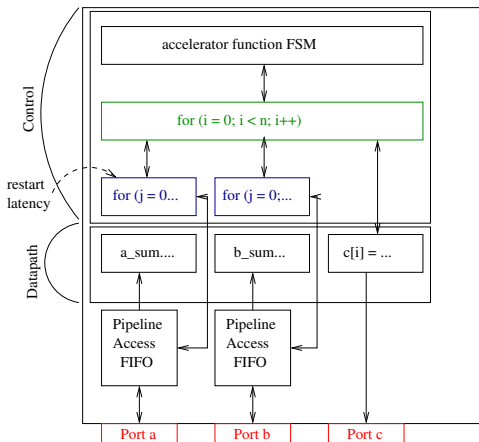 accelerator function FSM
Control
for (i = 0; i < n; i++)
restart
latency
for (j = 0...
for (j = 0;...
Datapath
a_sum....
b_sum...
c[i] = ...
Pipeline
Access
FIFO
Pipeline
Access
FIFO
Port a
Port b
Port c